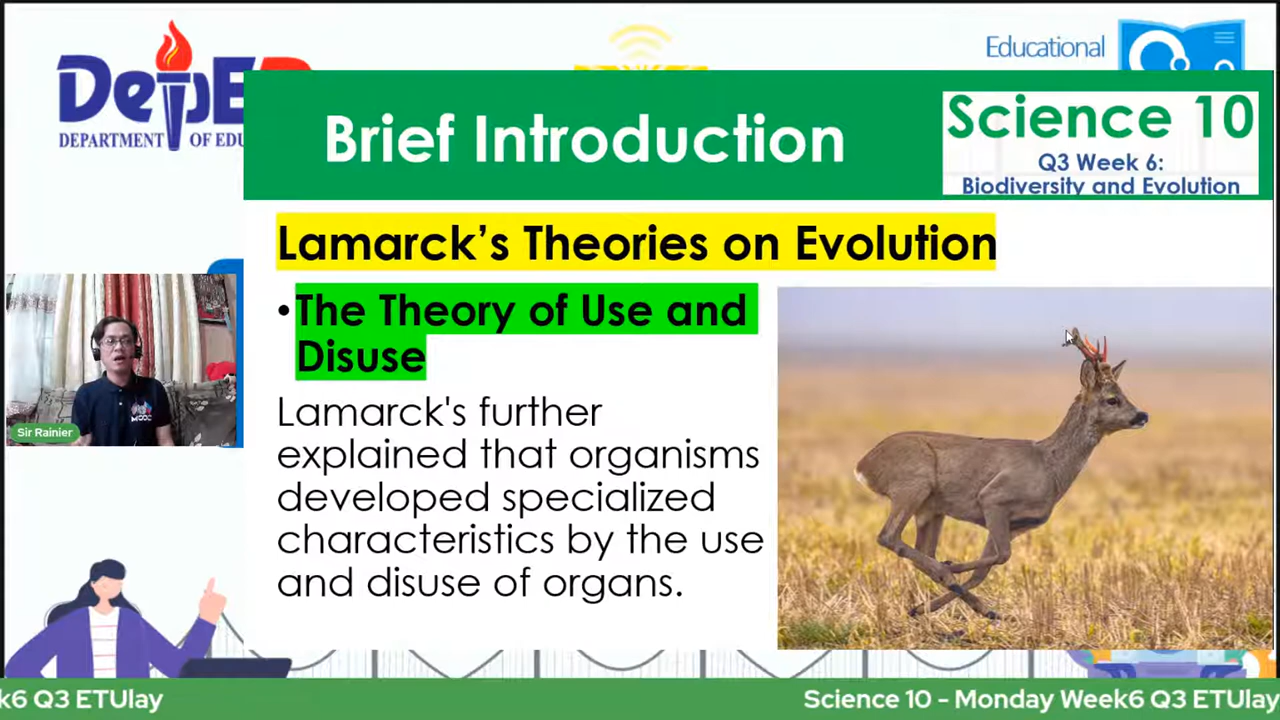 DepED
DEPARTMENT OF EDU
Educational
Brief Introduction
Science 10
Q3 Week 6:
Biodiversity and Evolution
Lamarck’s Theories on Evolution
•The Theory of Use and
Disuse
Lamarck's further
explained that organisms
developed specialized
characteristics by the use
and disuse of organs.
Sir Rainier
k6 Q3 ETUlay
Science 10 - Monday Week6 Q3 ETUlay